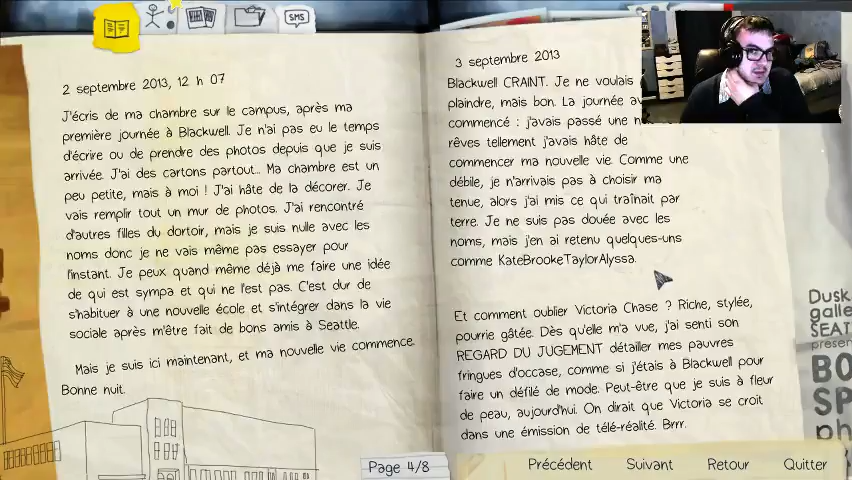 SMS
2 septembre 2013, 12 h 07
J'écris de ma chambre sur le campus, après ma
première journée à Blackwell. Je n'ai pas eu le temps
d'écrire ou de prendre des photos depuis que je suis
arrivée. J'ai des cartons partout... Ma chambre est un
peu petite, mais à moi ! J'ai hâte de la décorer. Je
vais remplir tout un mur de photos. J'ai rencontré
d'autres filles du dortoir, mais je suis nulle avec les
noms donc je ne vais même pas essayer pour
l'instant. Je peux quand même déjà me faire une idée
de qui est sympa et qui ne l'est pas. C'est dur de
s'habituer à une nouvelle école et s'intégrer dans la vie
sociale après m'être fait de bons amis à Seattle.
Mais je suis ici maintenant, et ma nouvelle vie commence.
Bonne nuit.
3 septembre 2013
Blackwell CRAINT. Je ne voulais
plaindre, mais bon. La journée
commencé : j'avais passé une
rêves tellement j'avais hâte de
commencer ma nouvelle vie. Comme une
débile, je n'arrivais pas à choisir ma
tenue, alors j'ai mis ce qui traînait par
terre. Je ne suis pas douée avec les
noms, mais j'en ai retenu quelques-uns
comme KateBrookeTaylorAlyssa.
Et comment oublier Victoria Chase ? Riche, stylée,
pourrie gâtée. Dès qu'elle m'a vue, j'ai senti son
REGARD DU JUGEMENT détailler mes pauvres
fringues d'occase, comme si j'étais à Blackwell pour
faire un défilé de mode. Peut-être que je suis à fleur
de peau, aujourd'hui. On dirait que Victoria se croit
dans une émission de télé-réalité. Brrr.
Dusk
galle
SEAT
presen
BO
SP
ph
Page 4/8
Précédent Suivant Retour Quitter